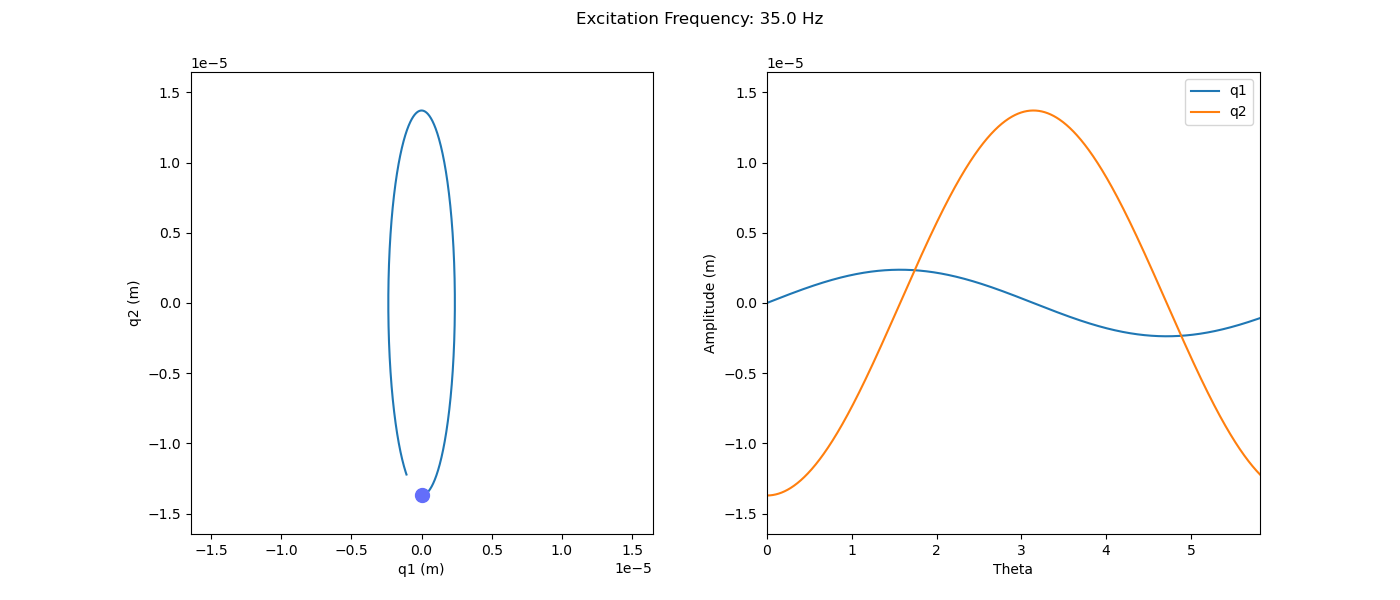 Excitation Frequency: 35.0 Hz
1e−5
1.5
1.0
0.5
0.0
−0.5
−1.0
−1.5
q2 (m)
−1.5 −1.0 −0.5 0.0 0.5 1.0 1.5
q1 (m)
1e−5
1e−5
1.5
1.0
0.5
0.0
−0.5
−1.0
−1.5
Amplitude (m)
0 1 2 3 4 5
Theta
q1
q2